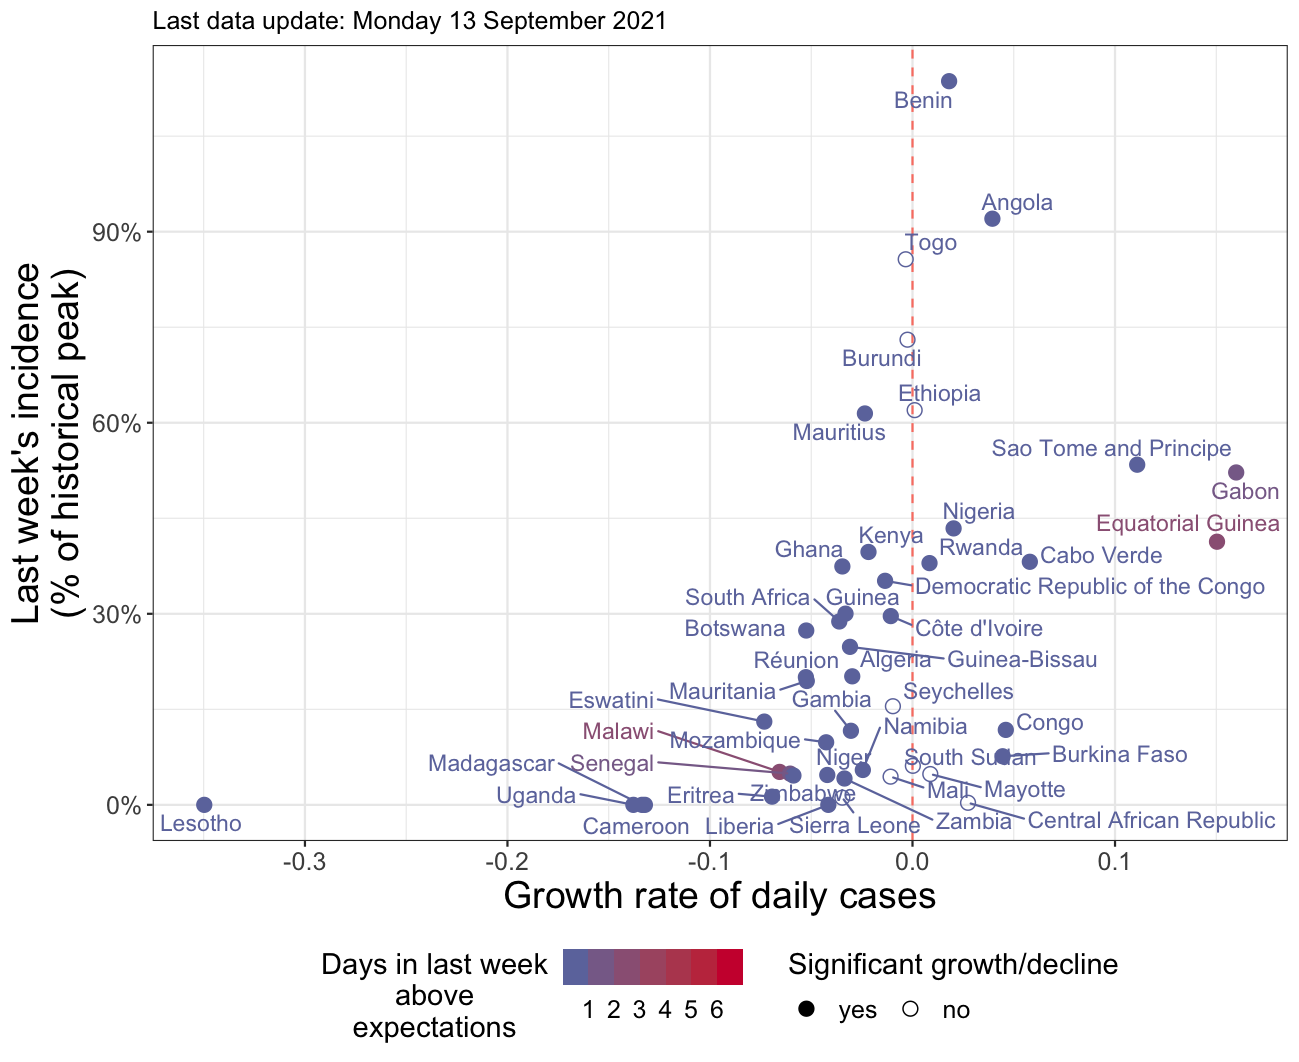 Last data update: Monday 13 September 2021
Last week's incidence
(% of historical peak)
90%
60%
30%
0%
Benin
Angola
Togo
Burundi
Ethiopia
Mauritius
Sao Tome and Principe
Gabon
Nigeria
Equatorial Guinea
Kenya
Ghana
Rwanda
Cabo Verde
Democratic Republic of the Congo
South Africa
Guinea
Botswana
Côte d'Ivoire
Réunion
Algeria
Guinea-Bissau
Mauritania
Seychelles
Eswatini
Gambia
Malawi
Mozambique
Namibia
Congo
Madagascar
Senegal
Niger
South Sudan
Burkina Faso
Uganda
Eritrea
Zimbabwe
Mali
Mayotte
Lesotho
Cameroon
Liberia
Sierra Leone
Zambia
Central African Republic
-0.3
-0.2
-0.1
0.0
0.1
Growth rate of daily cases
Days in last week
above
expectations
1 2 3 4 5 6
Significant growth/decline
yes
no